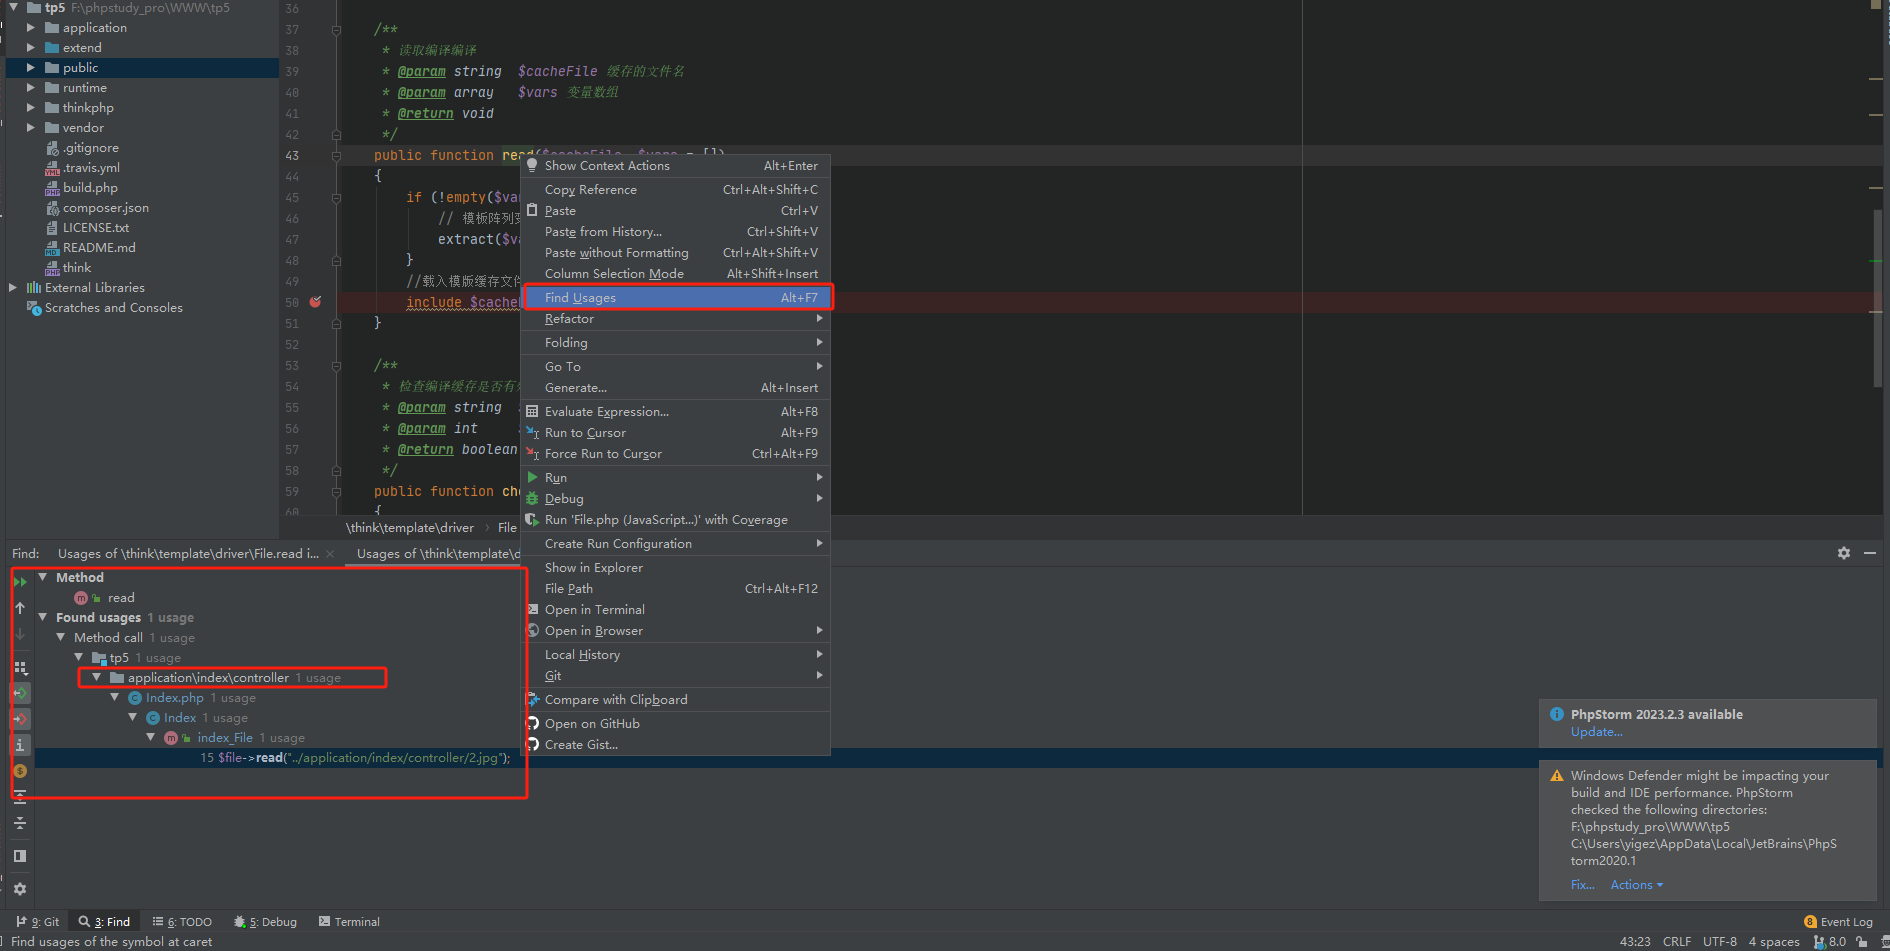 tp5 F:\phpstudy_pro\WWW\tp5
application
extend
public
runtime
thinkphp
vendor
.gitignore
.travis.yml
build.php
composer.json
LICENSE.txt
README.md
think
External Libraries
Scratches and Consoles
36
37 /**
38 * 读取编译编译
39 * @param string $cacheFile 缓存的文件名
40 * @param array $vars 变量数组
41 * @return void
42 */
43 public function read($cacheFile, $vars = [])
44 {
45 if (!empty($var
46 // 模板阵列变
47 extract($va
48 }
49 //载入模版缓存文件
50 include $cache
51 }
52
53 /**
54 * 检查编译缓存是否有效
55 * @param string
56 * @param int
57 * @return boolean
58 */
59 public function che
60 {
\think\template\driver › File
Show Context Actions Alt+Enter
Copy Reference Ctrl+Alt+Shift+C
Paste Ctrl+V
Paste from History... Ctrl+Shift+V
Paste without Formatting Ctrl+Alt+Shift+V
Column Selection Mode Alt+Shift+Insert
Find Usages Alt+F7
Refactor
Folding
Go To
Generate... Alt+Insert
Evaluate Expression... Alt+F8
Run to Cursor Alt+F9
Force Run to Cursor Ctrl+Alt+F9
Run
Debug
Run 'File.php (JavaScript...)' with Coverage
Create Run Configuration
Show in Explorer
File Path Ctrl+Alt+F12
Open in Terminal
Open in Browser
Local History
Git
Compare with Clipboard
Open on GitHub
Create Gist...
Find: Usages of \think\template\driver\File.read i... × Usages of \think\template\d
Method
m read
Found usages 1 usage
Method call 1 usage
tp5 1 usage
application\index\controller 1 usage
C Index.php 1 usage
C Index 1 usage
m index_File 1 usage
15 $file->read("../application/index/controller/2.jpg");
PhpStorm 2023.2.3 available
Update...
Windows Defender might be impacting your
build and IDE performance. PhpStorm
checked the following directories:
F:\phpstudy_pro\WWW\tp5
C:\Users\yigez\AppData\Local\JetBrains\PhpS
torm2020.1
Fix... Actions
9: Git 3: Find 6: TODO 5: Debug Terminal 8 Event Log
Find usages of the symbol at caret 43:23 CRLF UTF-8 4 spaces 8.0